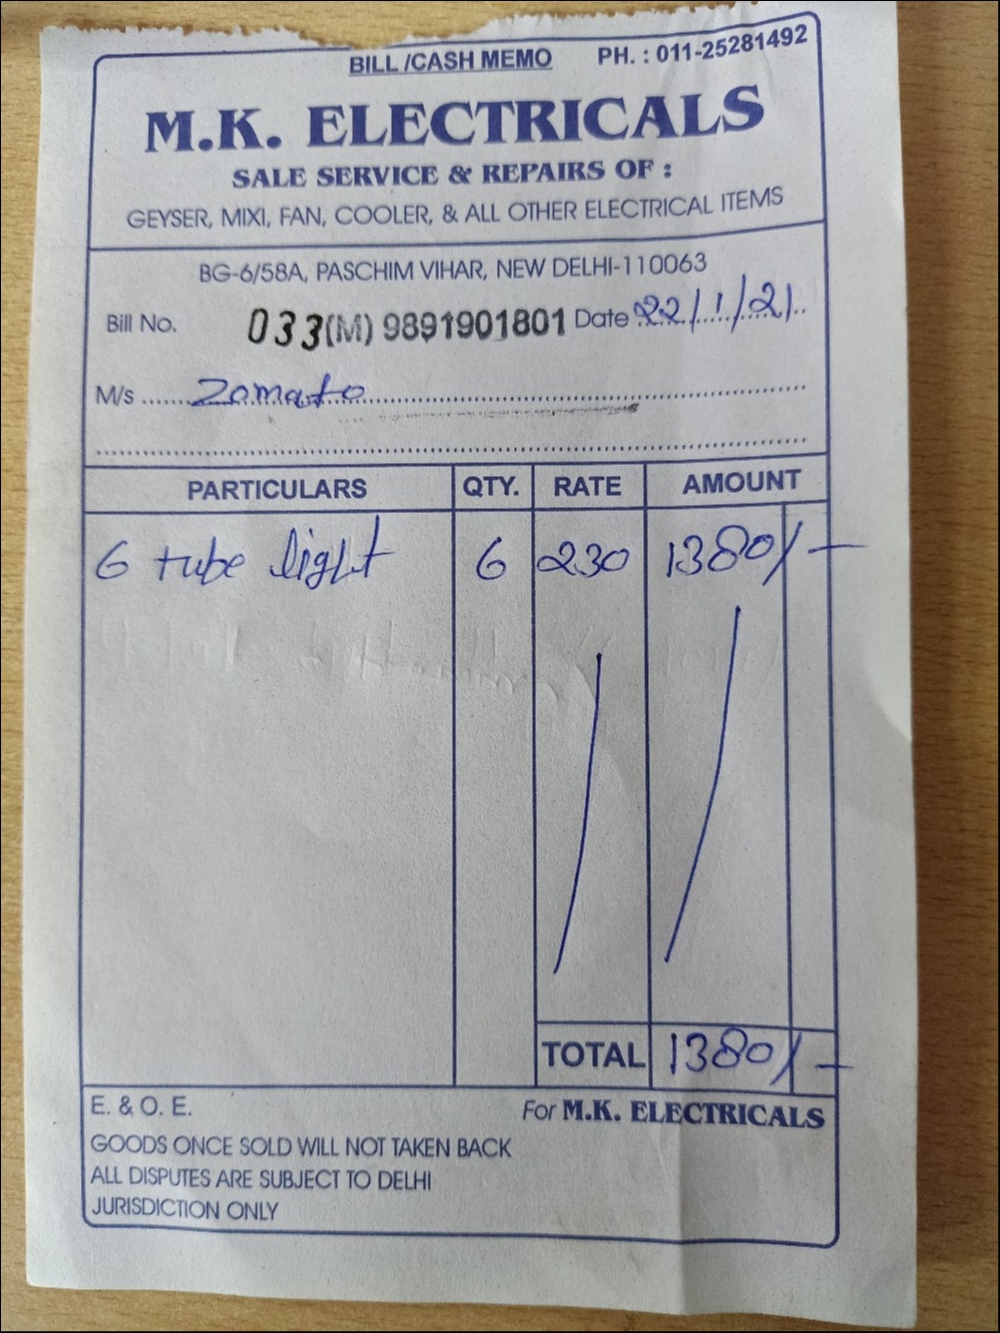 BILL /CASH MEMO PH. : 011-25281492
M.K. ELECTRICALS
SALE SERVICE & REPAIRS OF :
GEYSER, MIXI, FAN, COOLER, & ALL OTHER ELECTRICAL ITEMS
BG-6/58A, PASCHIM VIHAR, NEW DELHI-110063
Bill No. 033 (M) 9891901801 Date 22/1/21
M/s Zomato
PARTICULARS QTY. RATE AMOUNT
6 tube light 6 230 1380/-
TOTAL 1380/-
E. & O. E. For M.K. ELECTRICALS
GOODS ONCE SOLD WILL NOT TAKEN BACK
ALL DISPUTES ARE SUBJECT TO DELHI
JURISDICTION ONLY